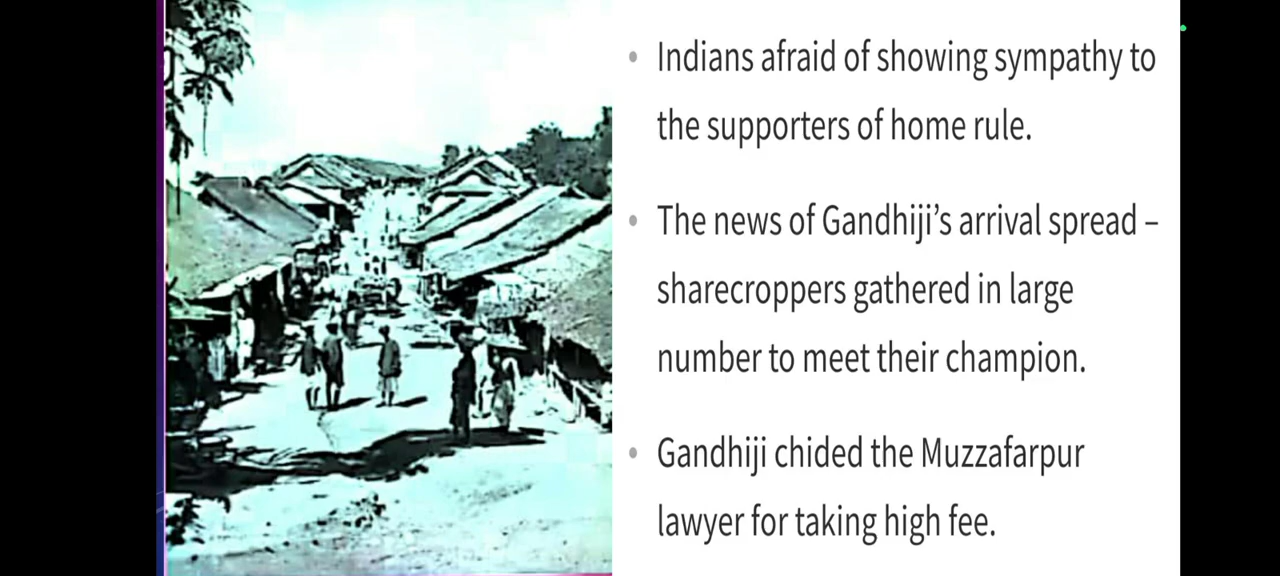 • Indians afraid of showing sympathy to
the supporters of home rule.
• The news of Gandhiji’s arrival spread –
sharecroppers gathered in large
number to meet their champion.
• Gandhiji chided the Muzzafarpur
lawyer for taking high fee.